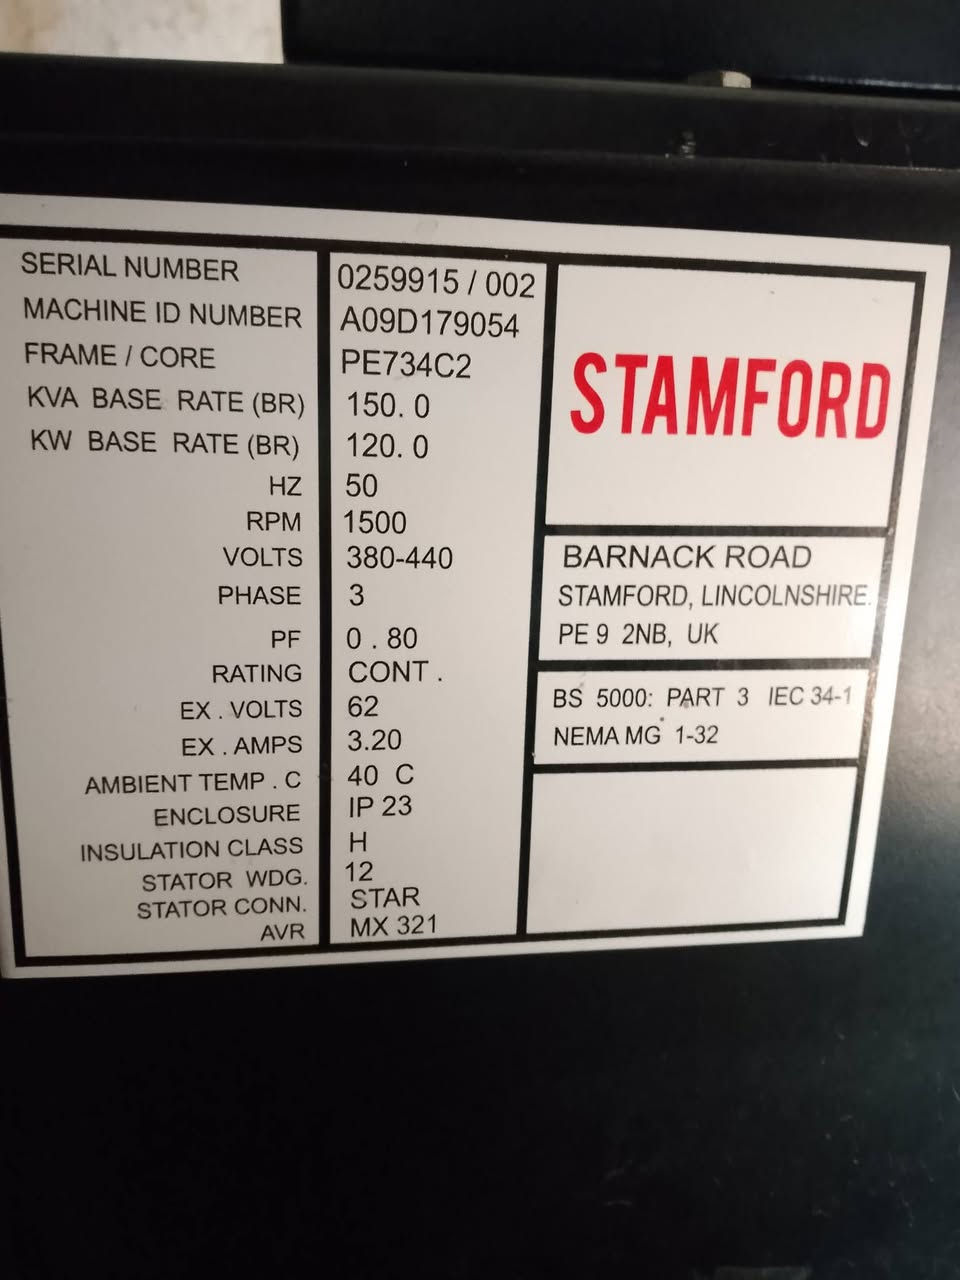 SERIAL NUMBER 0259915 / 002
MACHINE ID NUMBER A09D179054
FRAME / CORE PE734C2
KVA BASE RATE (BR) 150. 0
KW BASE RATE (BR) 120. 0
HZ 50
RPM 1500
VOLTS 380-440
PHASE 3
PF 0 . 80
RATING CONT .
EX . VOLTS 62
EX . AMPS 3.20
AMBIENT TEMP . C 40 C
ENCLOSURE IP 23
INSULATION CLASS H
STATOR WDG. 12
STATOR CONN. STAR
AVR MX 321
STAMFORD
BARNACK ROAD
STAMFORD, LINCOLNSHIRE.
PE 9 2NB, UK
BS 5000: PART 3 IEC 34-1
NEMA MG 1-32